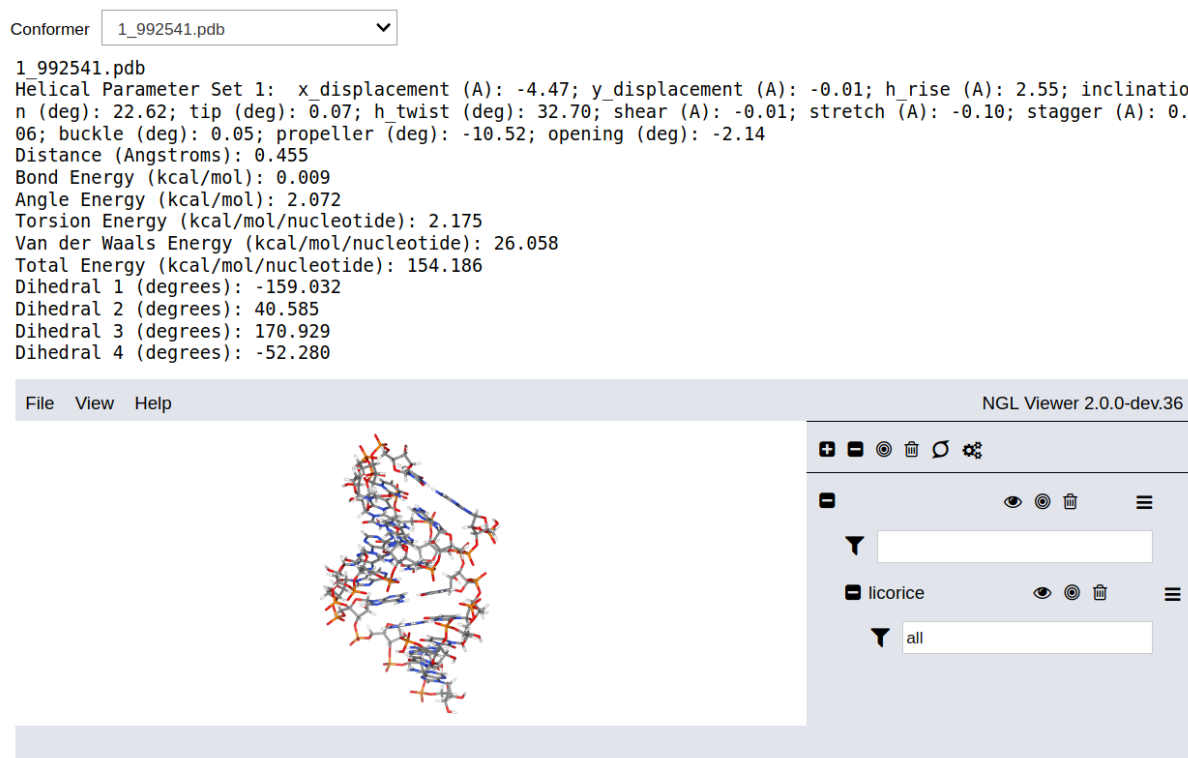 Conformer 1_992541.pdb
1_992541.pdb
Helical Parameter Set 1:  x_displacement (A): -4.47; y_displacement (A): -0.01; h_rise (A): 2.55; inclinatio
n (deg): 22.62; tip (deg): 0.07; h_twist (deg): 32.70; shear (A): -0.01; stretch (A): -0.10; stagger (A): 0.
06; buckle (deg): 0.05; propeller (deg): -10.52; opening (deg): -2.14
Distance (Angstroms): 0.455
Bond Energy (kcal/mol): 0.009
Angle Energy (kcal/mol): 2.072
Torsion Energy (kcal/mol/nucleotide): 2.175
Van der Waals Energy (kcal/mol/nucleotide): 26.058
Total Energy (kcal/mol/nucleotide): 154.186
Dihedral 1 (degrees): -159.032
Dihedral 2 (degrees): 40.585
Dihedral 3 (degrees): 170.929
Dihedral 4 (degrees): -52.280
File View Help NGL Viewer 2.0.0-dev.36
licorice
all